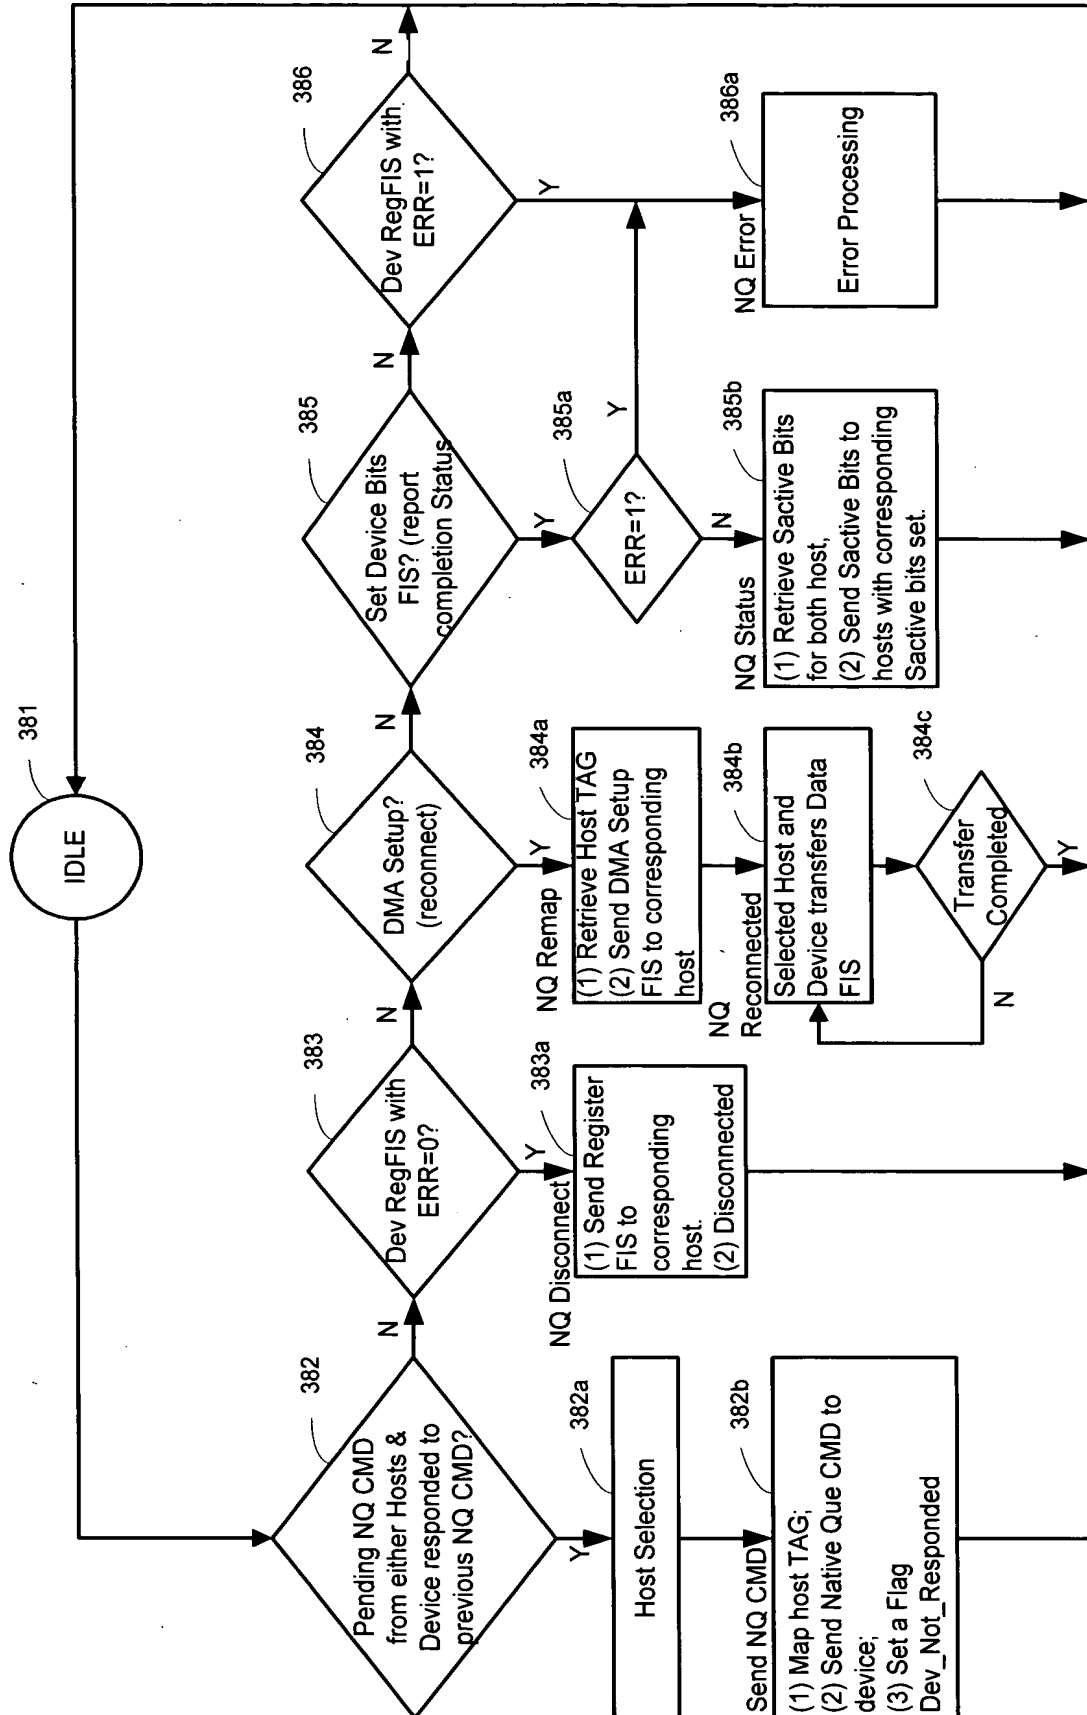 IDLE
381
Pending NQ CMD
from either Hosts &
Device responded to
previous NQ CMD?
382
N
Y
Host Selection
382a
Send NQ CMD
382b
(1) Map host TAG;
(2) Send Native Que CMD to
device;
(3) Set a Flag
Dev_Not_Responded
Dev RegFIS with
ERR=0?
383
N
Y
NQ Disconnect
383a
(1) Send Register
FIS to
corresponding
host.
(2) Disconnected
DMA Setup?
(reconnect)
384
N
Y
NQ Remap
384a
(1) Retrieve Host TAG
(2) Send DMA Setup
FIS to corresponding
host
NQ
Reconnected
384b
Selected Host and
Device transfers Data
FIS
Transfer
Completed
384c
N
Y
Set Device Bits
FIS? (report
completion Status
385
N
Y
ERR=1?
385a
Y
N
NQ Status
385b
(1) Retrieve Sactive Bits
for both host,
(2) Send Sactive Bits to
hosts with corresponding
Sactive bits set.
Dev RegFIS with.
ERR=1?
386
N
Y
NQ Error
386a
Error Processing